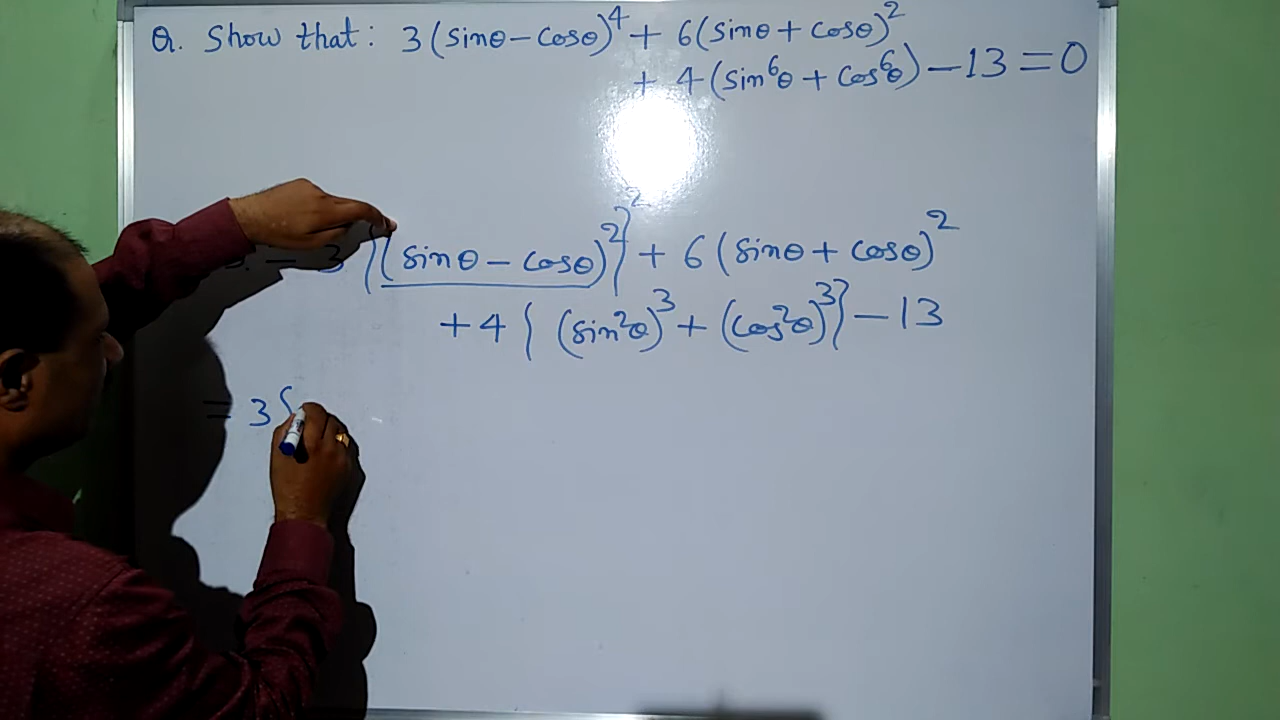 Q. Show that: 3(sinθ-cosθ)⁴ + 6(sinθ + cosθ)²
+ 4(sin⁶θ + cos⁶θ) - 13 = 0
= 3{(sinθ - cosθ)²}² + 6(sinθ + cosθ)²
+ 4{(sin²θ)³ + (cos²θ)³} - 13
= 3{